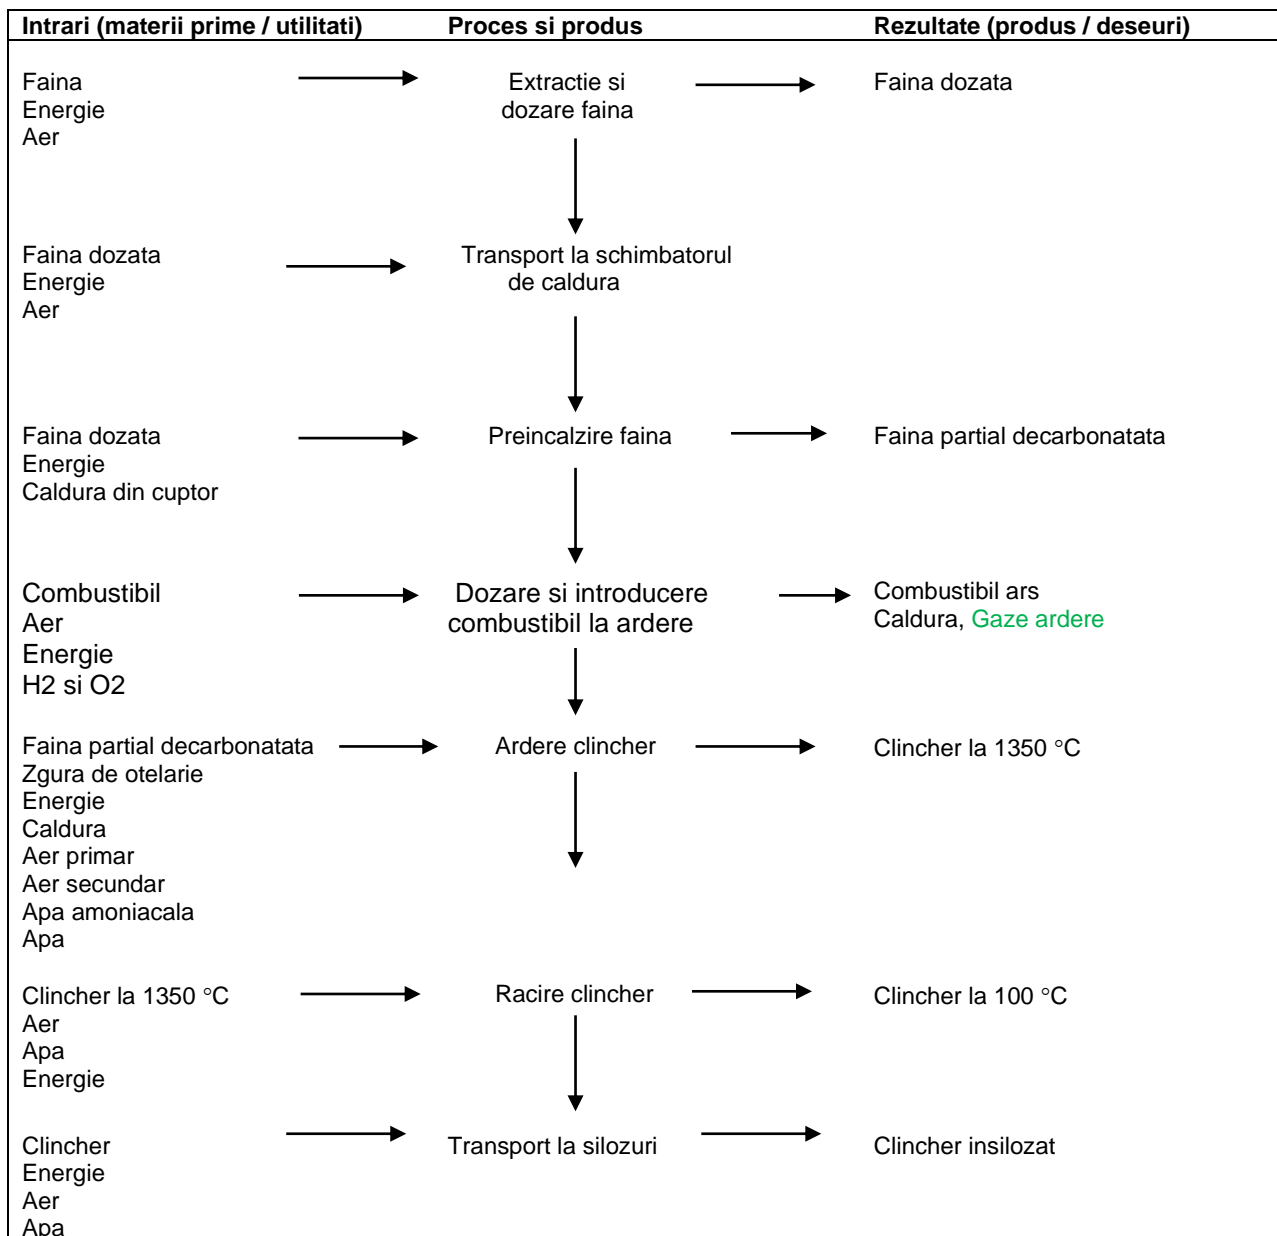 Intrari (materii prime / utilitati) Proces si produs Rezultate (produs / deseuri)
Faina Extractie si Faina dozata
Energie dozare faina
Aer
Faina dozata Transport la schimbatorul
Energie de caldura
Aer
Faina dozata Preincalzire faina Faina partial decarbonatata
Energie
Caldura din cuptor
Combustibil Dozare si introducere Combustibil ars
Aer combustibil la ardere Caldura, Gaze ardere
Energie
H2 si O2
Faina partial decarbonatata Ardere clincher Clincher la 1350 °C
Zgura de otelarie
Energie
Caldura
Aer primar
Aer secundar
Apa amoniacala
Apa
Clincher la 1350 °C Racire clincher Clincher la 100 °C
Aer
Apa
Energie
Clincher Transport la silozuri Clincher insilozat
Energie
Aer
Apa